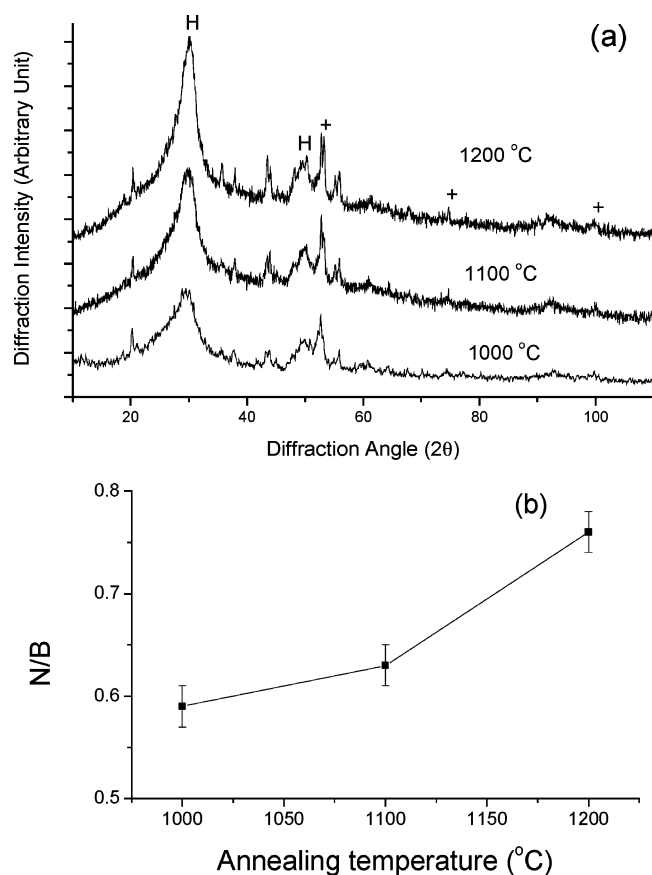 (a)
H
H
+
1200 °C
+
+
1100 °C
1000 °C
Diffraction Intensity (Arbitrary Unit)
20 40 60 80 100
Diffraction Angle (2θ)
(b)
0.8
0.7
0.6
0.5
N/B
1000 1050 1100 1150 1200
Annealing temperature (°C)